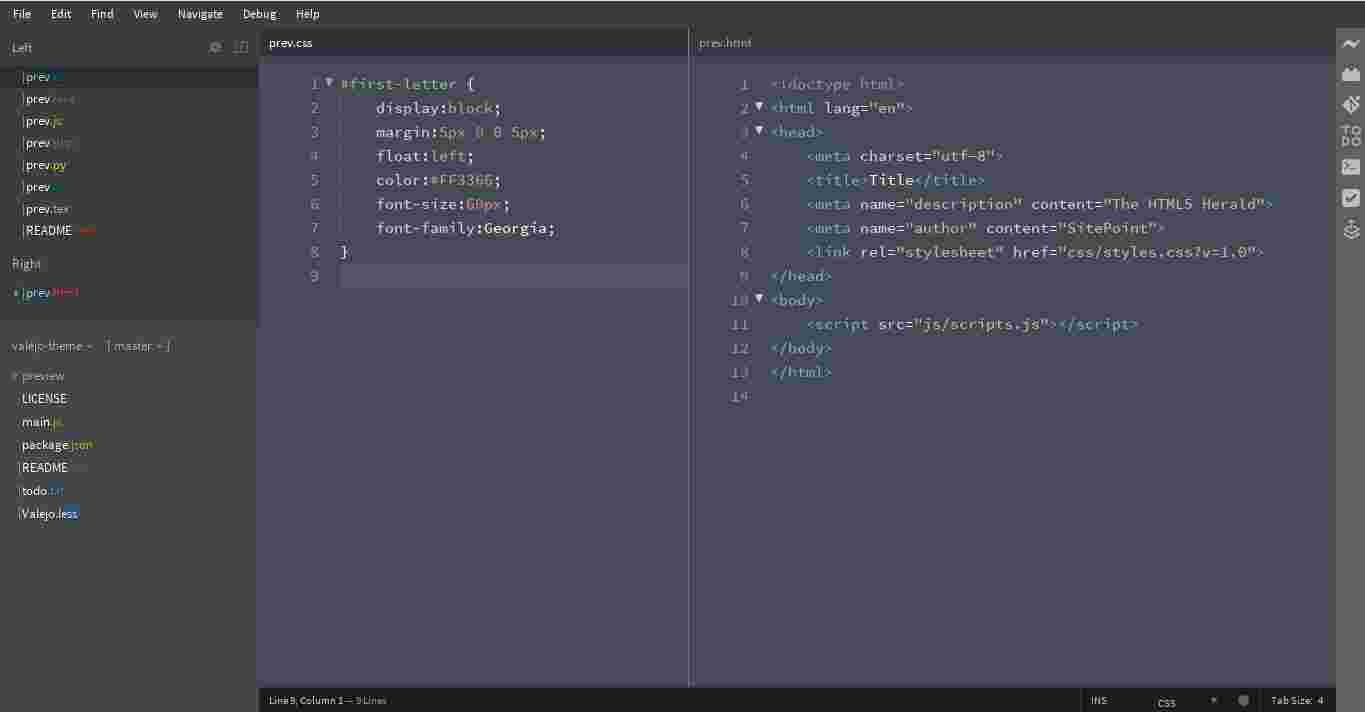 File Edit Find View Navigate Debug Help
Left
prev
prev
prev.js
prev
prev.py
prev
prev.tex
README
Right
prev.html
valejo-theme [ master ]
preview
LICENSE
main.js
package.json
README
todo.txt
Valejo.less
prev.css
1 #first-letter {
2 display:block;
3 margin:5px 0 0 5px;
4 float:left;
5 color:#FF3366;
6 font-size:60px;
7 font-family:Georgia;
8 }
9
prev.html
1 <!doctype html>
2 <html lang="en">
3 <head>
4 <meta charset="utf-8">
5 <title>Title</title>
6 <meta name="description" content="The HTML5 Herald">
7 <meta name="author" content="SitePoint">
8 <link rel="stylesheet" href="css/styles.css?v=1.0">
9 </head>
10 <body>
11 <script src="js/scripts.js"></script>
12 </body>
13 </html>
14
TO
DO
Line 9, Column 1 — 9 Lines
INS CSS Tab Size: 4